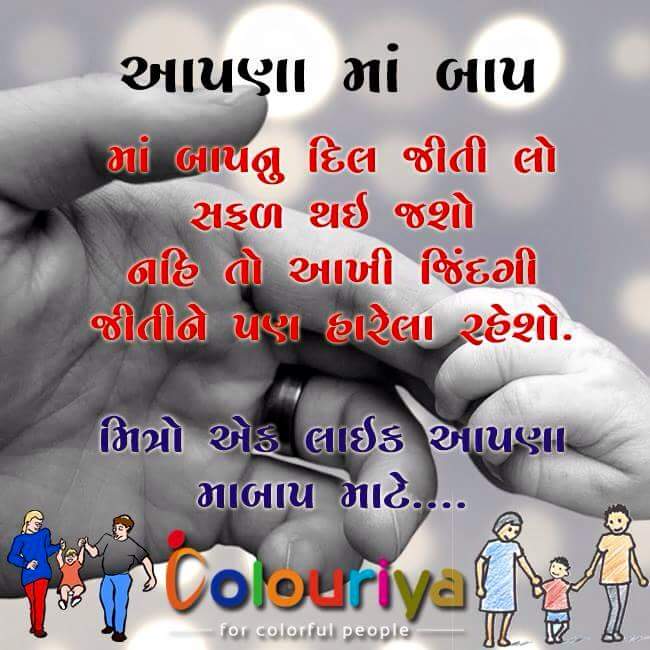 આપણા માં બાપ
માં બાપનુ દિલ જીતી લો
સફળ થઈ જશો
નહિ તો આખી જિંદગી
જીતીને પણ હારેલા રહેશો.
મિત્રો એક લાઈક આપણા
માબાપ માટે....
Colouriya
for colorful people